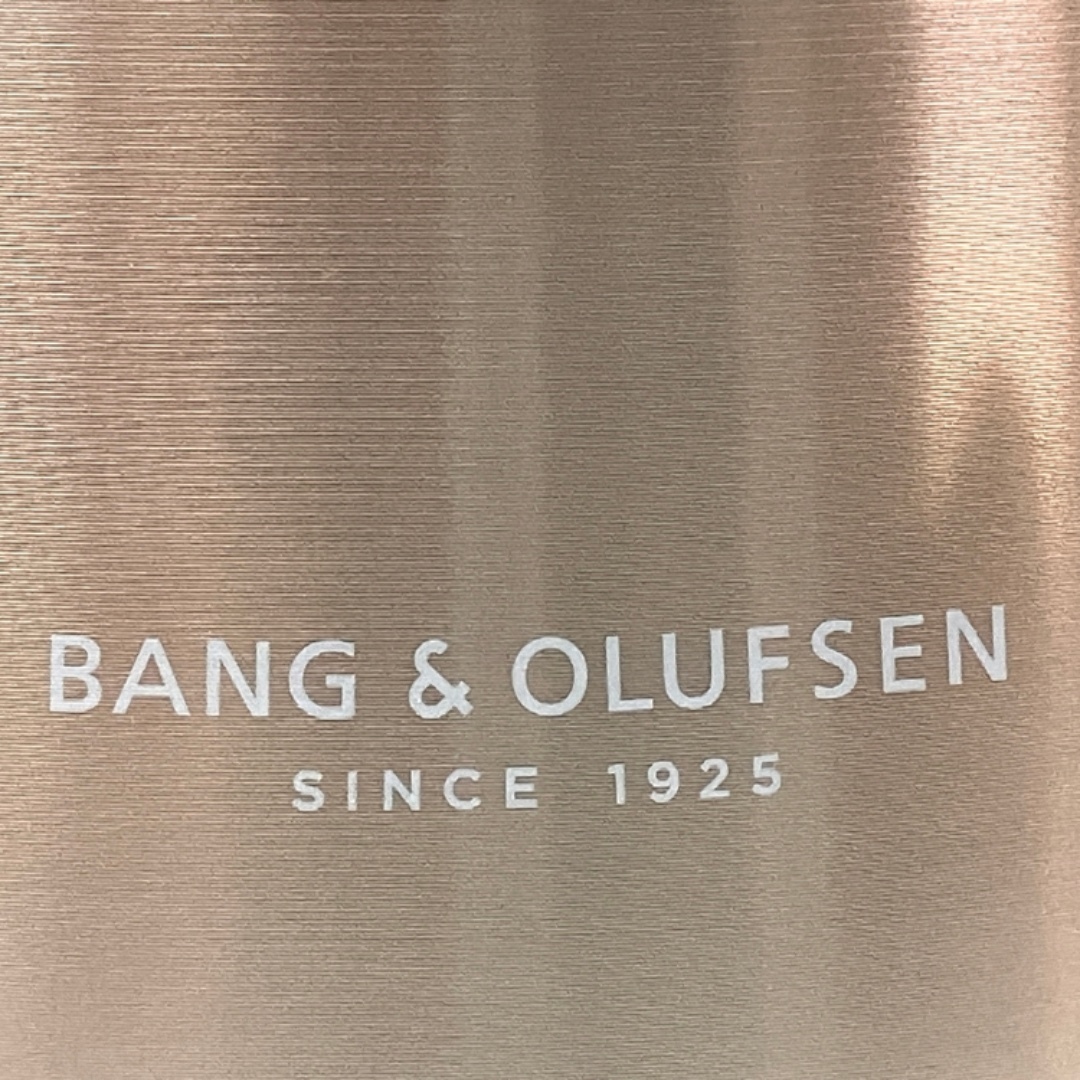 BANG & OLUFSEN
SINCE 1925